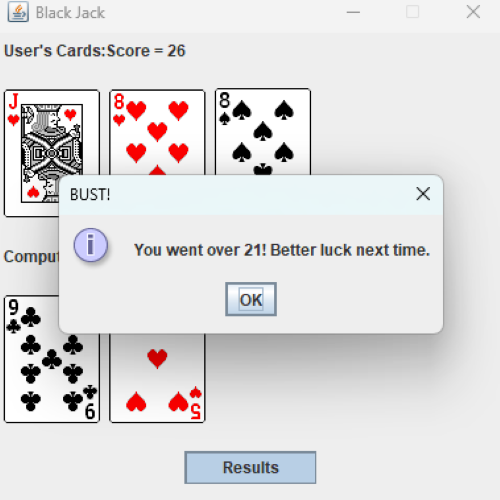 Black Jack
User's Cards:Score = 26
J
8
8
BUST!
You went over 21! Better luck next time.
OK
9
6
5
Results